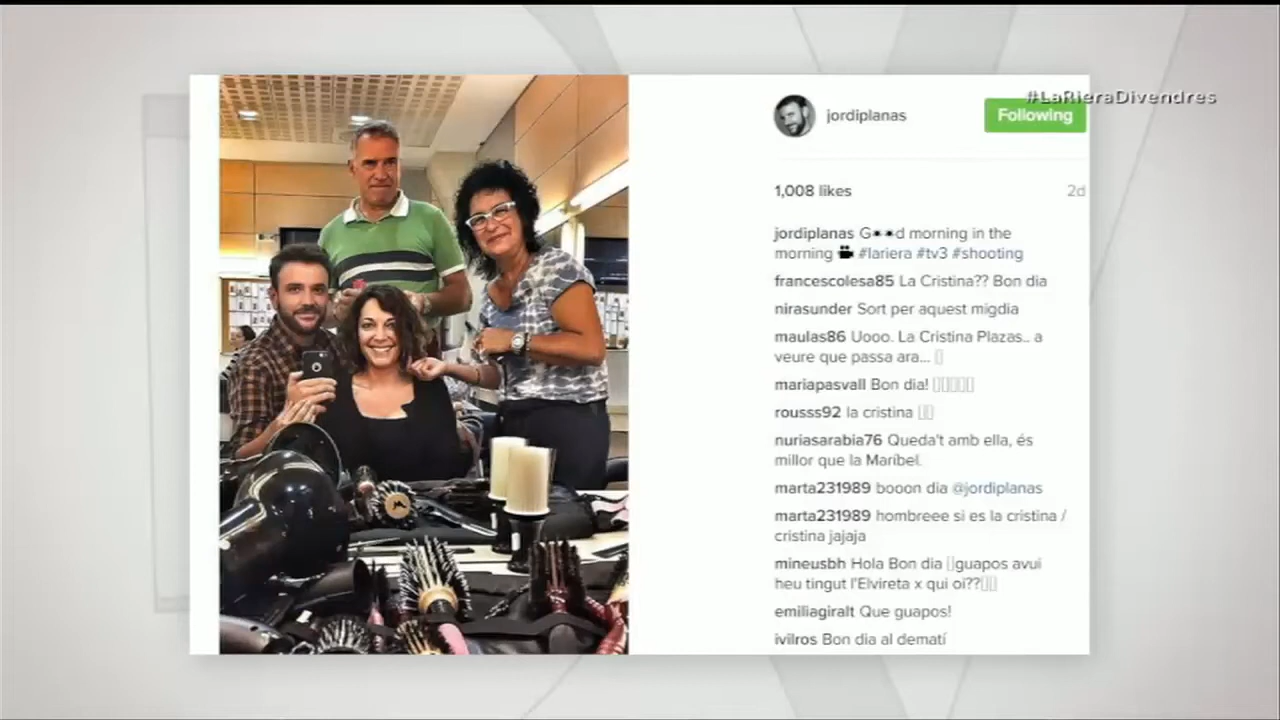 #LaRieraDivendres
jordiplanas
Following
1,008 likes
2d
jordiplanas G••d morning in the
morning 🎥 #lariera #tv3 #shooting
francescolesa85 La Cristina?? Bon dia
nirasunder Sort per aquest migdia
maulas86 Uooo. La Cristina Plazas.. a
veure que passa ara... ▯
mariapasvall Bon dia! ▯▯▯▯▯
rousss92 la cristina ▯▯
nuriasarabia76 Queda't amb ella, és
millor que la Maribel.
marta231989 booon dia @jordiplanas
marta231989 hombreee si es la cristina /
cristina jajaja
mineusbh Hola Bon dia ▯guapos avui
heu tingut l'Elvireta x qui oi??▯▯
emiliagiralt Que guapos!
ivilros Bon dia al dematí